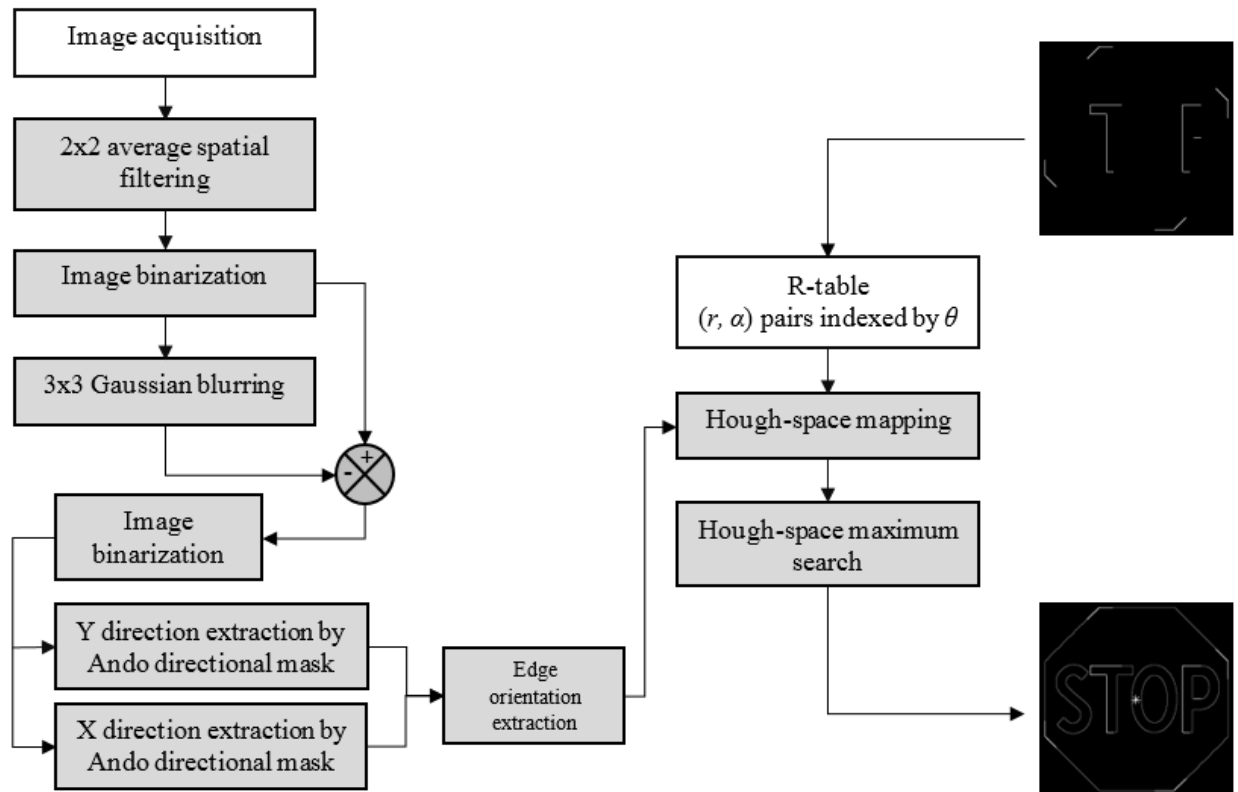 Image acquisition
2x2 average spatial
filtering
Image binarization
3x3 Gaussian blurring
+
-
Image
binarization
Y direction extraction by
Ando directional mask
X direction extraction by
Ando directional mask
Edge
orientation
extraction
T P
R-table
(r, α) pairs indexed by θ
Hough-space mapping
Hough-space maximum
search
STOP